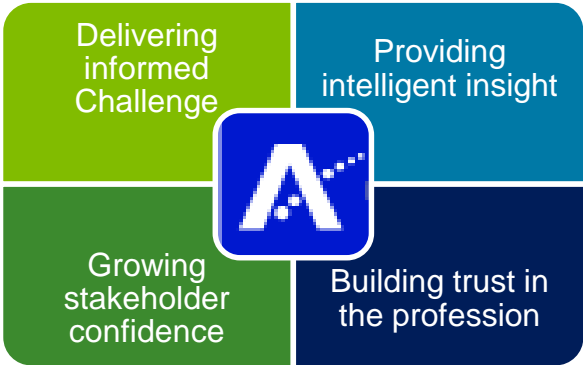 Delivering
informed
Challenge
Providing
intelligent insight
A
Growing
stakeholder
confidence
Building trust in
the profession